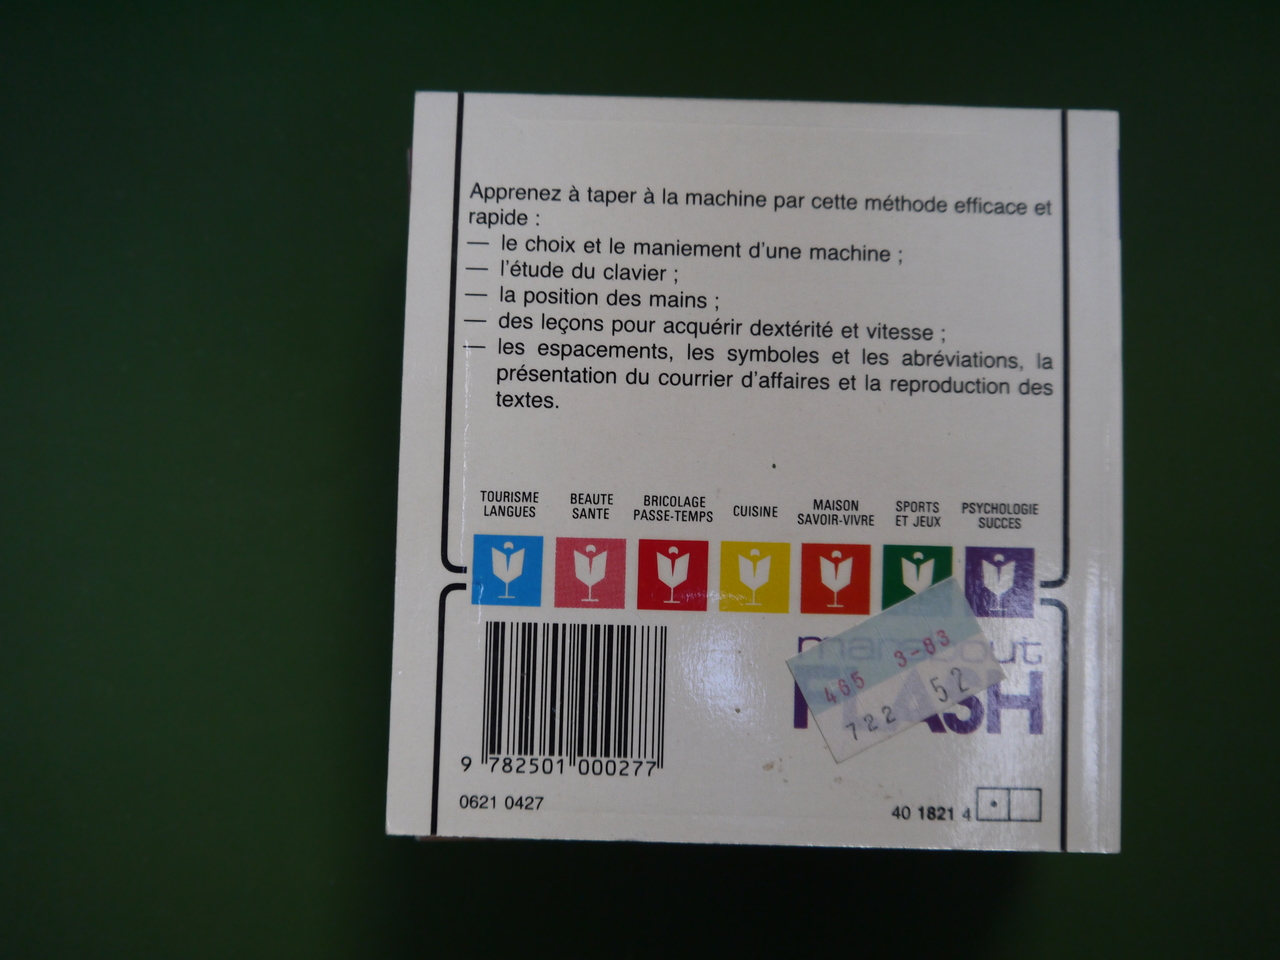 Apprenez à taper à la machine par cette méthode efficace et
rapide :
— le choix et le maniement d'une machine ;
— l'étude du clavier ;
— la position des mains ;
— des leçons pour acquérir dextérité et vitesse ;
— les espacements, les symboles et les abréviations, la
présentation du courrier d'affaires et la reproduction des
textes.
TOURISME
LANGUES
BEAUTE
SANTE
BRICOLAGE
PASSE-TEMPS
CUISINE
MAISON
SAVOIR-VIVRE
SPORTS
ET JEUX
PSYCHOLOGIE
SUCCES
marabout
FLASH
465 3-83
722 52
9 782501 000277
0621 0427
40 1821 4